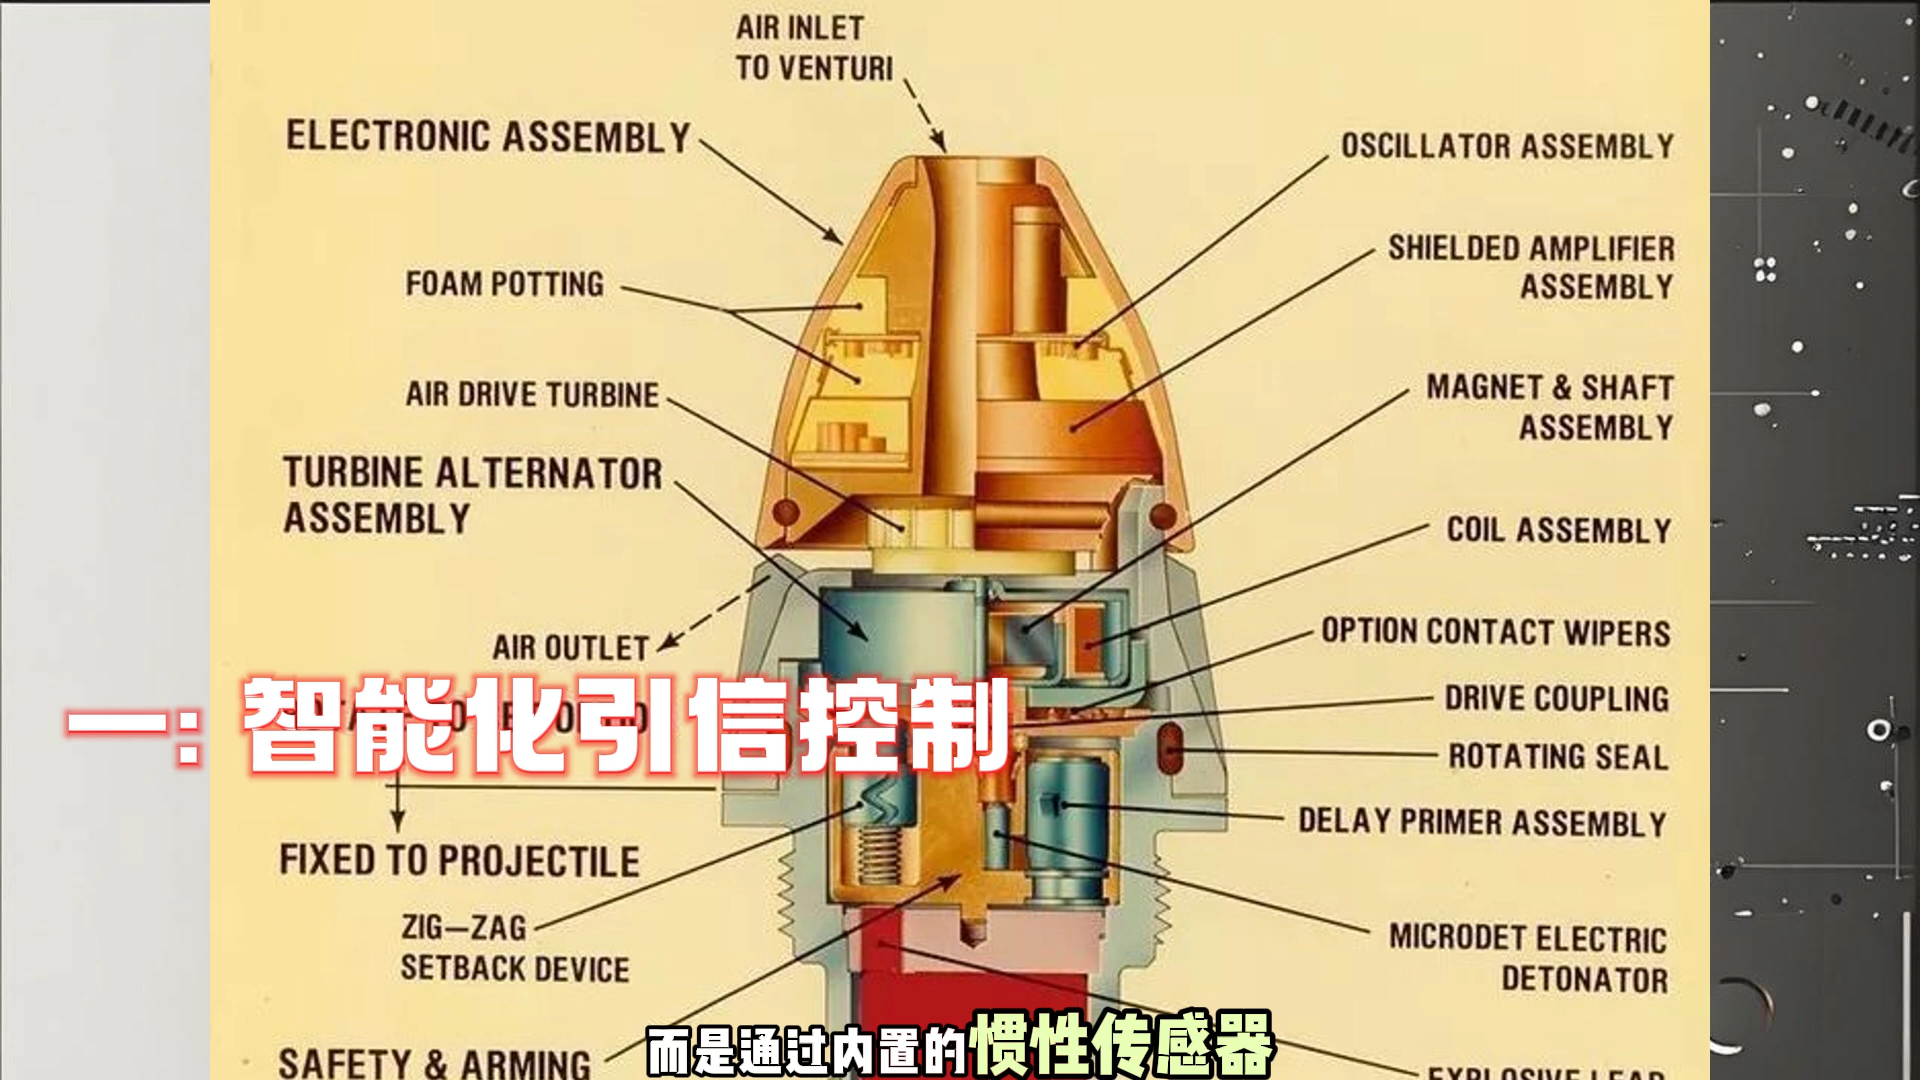 AIR INLET
TO VENTURI
ELECTRONIC ASSEMBLY
OSCILLATOR ASSEMBLY
SHIELDED AMPLIFIER
ASSEMBLY
FOAM POTTING
AIR DRIVE TURBINE
MAGNET & SHAFT
ASSEMBLY
TURBINE ALTERNATOR
ASSEMBLY
COIL ASSEMBLY
AIR OUTLET
OPTION CONTACT WIPERS
DRIVE COUPLING
一: 智能化引信控制
ROTATING SEAL
DELAY PRIMER ASSEMBLY
FIXED TO PROJECTILE
ZIG–ZAG
SETBACK DEVICE
MICRODET ELECTRIC
DETONATOR
SAFETY & ARMING
而是通过内置的惯性传感器
EXPLOSIVE LEAD